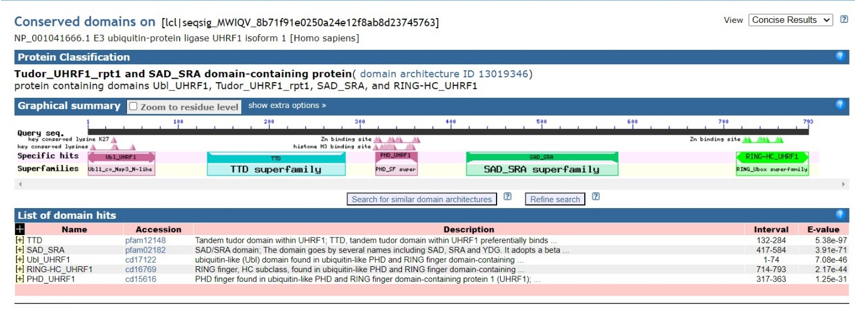 Conserved domains on [lcl|seqsig_MWIQV_8b71f91e0250a24e12f8ab8d23745763]
View Concise Results ?
NP_001041666.1 E3 ubiquitin-protein ligase UHRF1 isoform 1 [Homo sapiens]
Protein Classification ?
Tudor_UHRF1_rpt1 and SAD_SRA domain-containing protein( domain architecture ID 13019346)
protein containing domains Ubl_UHRF1, Tudor_UHRF1_rpt1, SAD_SRA, and RING-HC_UHRF1
Graphical summary Zoom to residue level show extra options » ?
1 100 200 300 400 500 600 700 793
Query seq.
key conserved lysine K27 Zn binding site Zn binding site
key conserved lysines histone H3 binding site
Specific hits Ubl_UHRF1 TTD PHD_UHRF1 SAD_SRA RING-HC_UHRF1
Superfamilies Ubl1_cv_Nsp3_N-like TTD superfamily PHD_SF super SAD_SRA superfamily RING_Ubox superfamily
Search for similar domain architectures ? Refine search ?
List of domain hits ?
+ Name Accession Description Interval E-value
[+] TTD pfam12148 Tandem tudor domain within UHRF1; TTD, tandem tudor domain within UHRF1 preferentially binds ... 132-284 5.38e-97
[+] SAD_SRA pfam02182 SAD/SRA domain; The domain goes by several names including SAD, SRA and YDG. It adopts a beta ... 417-584 3.91e-71
[+] Ubl_UHRF1 cd17122 ubiquitin-like (Ubl) domain found in ubiquitin-like PHD and RING finger domain-containing ... 1-74 7.08e-46
[+] RING-HC_UHRF1 cd16769 RING finger, HC subclass, found in ubiquitin-like PHD and RING finger domain-containing ... 714-793 2.17e-44
[+] PHD_UHRF1 cd15616 PHD finger found in ubiquitin-like PHD and RING finger domain-containing protein 1 (UHRF1); ... 317-363 1.25e-31